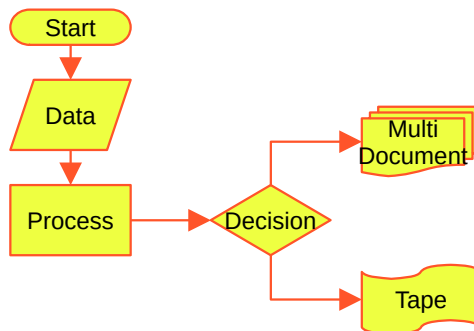 Start
Data
Process
Decision
Multi
Document
Tape